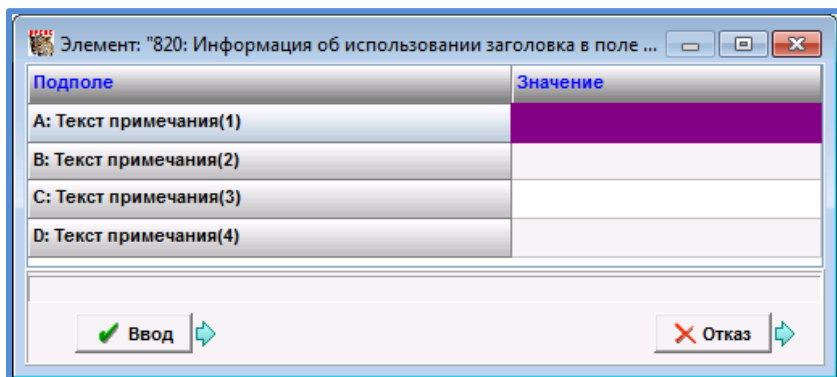 Элемент: "820: Информация об использовании заголовка в поле ...
Подполе Значение
A: Текст примечания(1)
B: Текст примечания(2)
C: Текст примечания(3)
D: Текст примечания(4)
Ввод Отказ